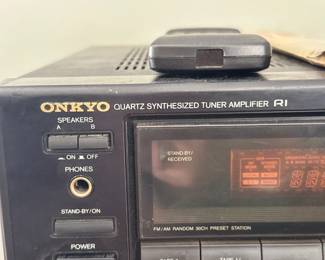 ONKYO QUARTZ SYNTHESIZED TUNER AMPLIFIER RI
SPEAKERS
A B
ON OFF
PHONES
STAND-BY/ON
POWER
STAND-BY/
RECEIVED
FM/AM RANDOM 30CH PRESET STATION